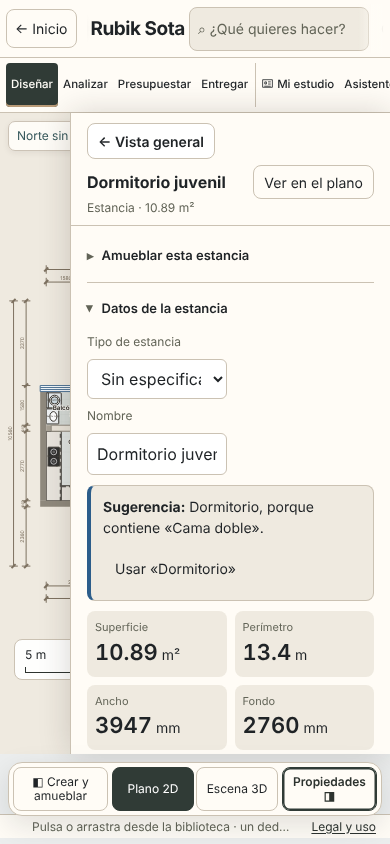 ← Inicio
Rubik Sota
¿Qué quieres hacer?
Diseñar
Analizar
Presupuestar
Entregar
Mi estudio
Asistent
Norte sin
← Vista general
Dormitorio juvenil
Ver en el plano
Estancia · 10.89 m²
▸ Amueblar esta estancia
▾ Datos de la estancia
Tipo de estancia
Sin especifica
Nombre
Dormitorio juven
Sugerencia: Dormitorio, porque
contiene «Cama doble».
Usar «Dormitorio»
Superficie
10.89 m²
Perímetro
13.4 m
Ancho
3947 mm
Fondo
2760 mm
Balcó
5 m
Crear y
amueblar
Plano 2D
Escena 3D
Propiedades
Pulsa o arrastra desde la biblioteca · un ded...
Legal y uso